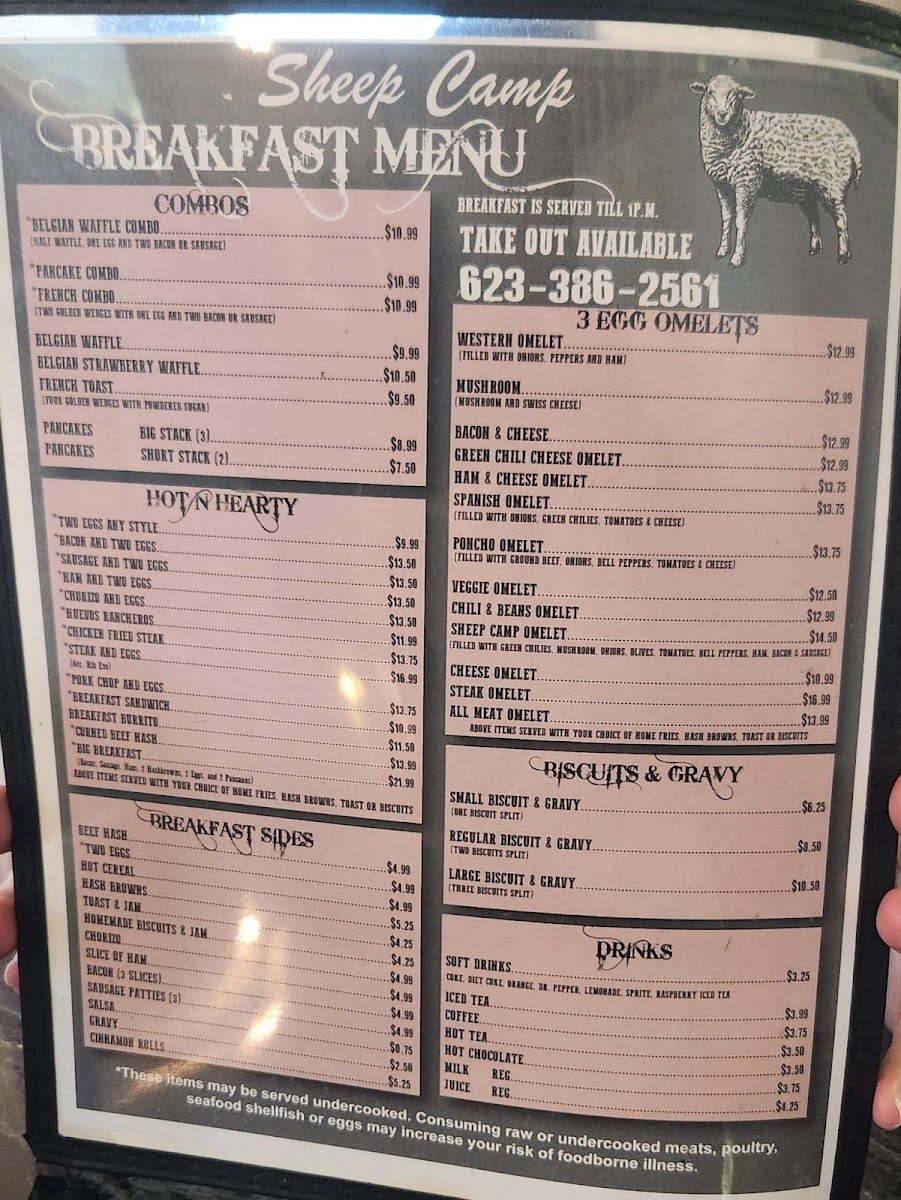 Sheep Camp
BREAKFAST MENU
COMBOS
*BELGIAN WAFFLE COMBO $10.99
(HALF WAFFLE, ONE EGG AND TWO BACON OR SAUSAGE)
*PANCAKE COMBO $10.99
*FRENCH COMBO $10.99
(TWO GOLDEN WEDGES WITH ONE EGG AND TWO BACON OR SAUSAGE)
BELGIAN WAFFLE $9.99
BELGIAN STRAWBERRY WAFFLE $10.50
FRENCH TOAST $9.50
(FOUR GOLDEN WEDGES WITH POWDERED SUGAR)
PANCAKES BIG STACK (3) $8.99
PANCAKES SHORT STACK (2) $7.50
HOT N HEARTY
*TWO EGGS ANY STYLE $9.99
*BACON AND TWO EGGS $13.50
*SAUSAGE AND TWO EGGS $13.50
*HAM AND TWO EGGS $13.50
*CHORIZO AND EGGS $13.50
*HUEVOS RANCHEROS $11.99
*CHICKEN FRIED STEAK $13.75
*STEAK AND EGGS $16.99
(6oz. Rib Eye)
*PORK CHOP AND EGGS $13.75
*BREAKFAST SANDWICH $10.99
BREAKFAST BURRITO $11.50
*CORNED BEEF HASH $13.99
*BIG BREAKFAST $21.99
(Bacon, Sausage, Ham, 2 Hashbrowns, 2 Eggs, and 2 Pancakes)
ABOVE ITEMS SERVED WITH YOUR CHOICE OF HOME FRIES, HASH BROWNS, TOAST OR BISCUITS
BREAKFAST SIDES
BEEF HASH $4.99
*TWO EGGS $4.99
HOT CEREAL $4.99
HASH BROWNS $5.25
TOAST & JAM $4.25
HOMEMADE BISCUITS & JAM $4.25
CHORIZO $4.99
SLICE OF HAM $4.99
BACON (3 SLICES) $4.99
SAUSAGE PATTIES (3) $4.99
SALSA $0.75
GRAVY $2.50
CINNAMON ROLLS $5.25
BREAKFAST IS SERVED TILL 1P.M.
TAKE OUT AVAILABLE
623-386-2561
3 EGG OMELETS
WESTERN OMELET $12.99
(FILLED WITH ONIONS, PEPPERS AND HAM)
MUSHROOM $12.99
(MUSHROOM AND SWISS CHEESE)
BACON & CHEESE $12.99
GREEN CHILI CHEESE OMELET $12.99
HAM & CHEESE OMELET $13.75
SPANISH OMELET $13.75
(FILLED WITH ONIONS, GREEN CHILIES, TOMATOES & CHEESE)
PONCHO OMELET $13.75
(FILLED WITH GROUND BEEF, ONIONS, BELL PEPPERS, TOMATOES & CHEESE)
VEGGIE OMELET $12.50
CHILI & BEANS OMELET $12.99
SHEEP CAMP OMELET $14.50
(FILLED WITH GREEN CHILIES, MUSHROOM, ONIONS, OLIVES, TOMATOES, BELL PEPPERS, HAM, BACON & SAUSAGE)
CHEESE OMELET $10.99
STEAK OMELET $16.99
ALL MEAT OMELET $13.99
ABOVE ITEMS SERVED WITH YOUR CHOICE OF HOME FRIES, HASH BROWNS, TOAST OR BISCUITS
BISCUITS & GRAVY
SMALL BISCUIT & GRAVY $6.25
(ONE BISCUIT SPLIT)
REGULAR BISCUIT & GRAVY $8.50
(TWO BISCUITS SPLIT)
LARGE BISCUIT & GRAVY $10.50
(THREE BISCUITS SPLIT)
DRINKS
SOFT DRINKS $3.25
COKE, DIET COKE, ORANGE, DR. PEPPER, LEMONADE, SPRITE, RASPBERRY ICED TEA
ICED TEA $3.99
COFFEE $3.75
HOT TEA $3.50
HOT CHOCOLATE $3.50
MILK REG $3.75
JUICE REG $4.25
*These items may be served undercooked. Consuming raw or undercooked meats, poultry,
seafood shellfish or eggs may increase your risk of foodborne illness.